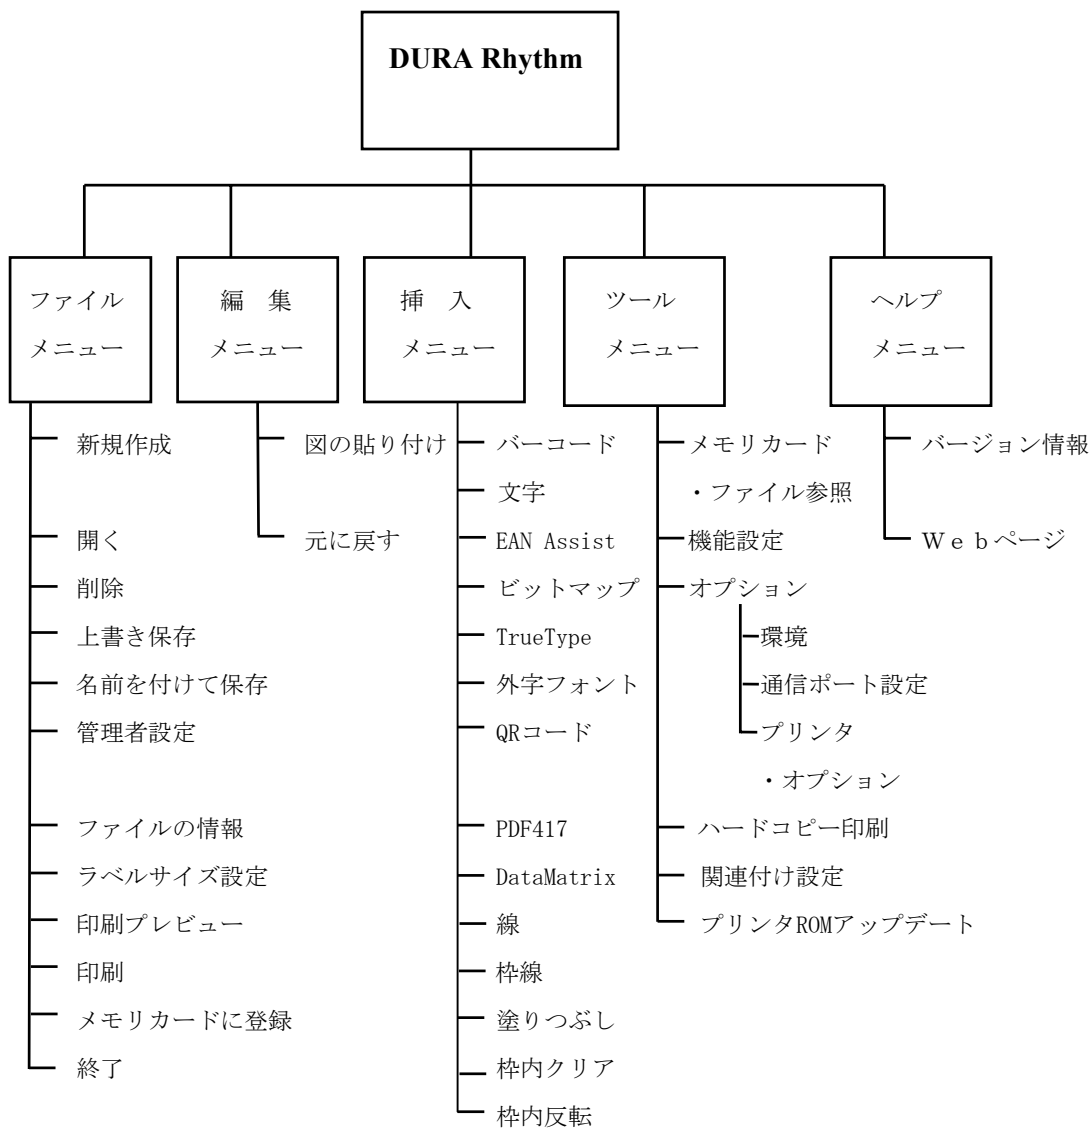 DURA Rhythm
ファイル
メニュー
編　集
メニュー
挿　入
メニュー
ツール
メニュー
ヘルプ
メニュー
新規作成
開く
削除
上書き保存
名前を付けて保存
管理者設定
ファイルの情報
ラベルサイズ設定
印刷プレビュー
印刷
メモリカードに登録
終了
図の貼り付け
元に戻す
バーコード
文字
EAN Assist
ビットマップ
TrueType
外字フォント
QRコード
PDF417
DataMatrix
線
枠線
塗りつぶし
枠内クリア
枠内反転
メモリカード
・ファイル参照
機能設定
オプション
環境
通信ポート設定
プリンタ
・オプション
ハードコピー印刷
関連付け設定
プリンタROMアップデート
バージョン情報
Ｗｅｂページ